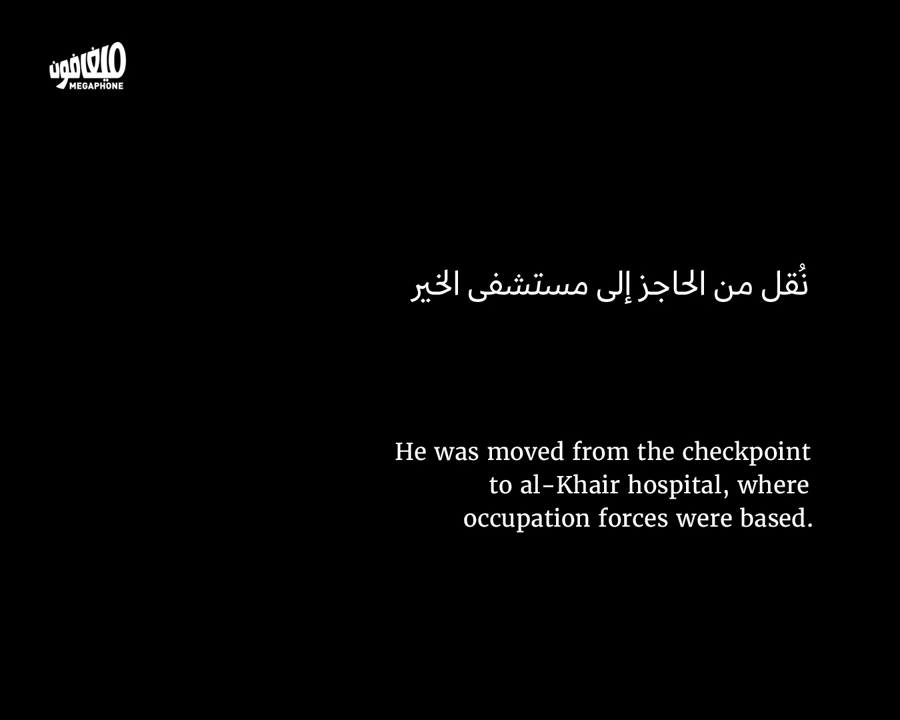 ميغافون
MEGAPHONE
نُقل من الحاجز إلى مستشفى الخير
He was moved from the checkpoint
to al-Khair hospital, where
occupation forces were based.